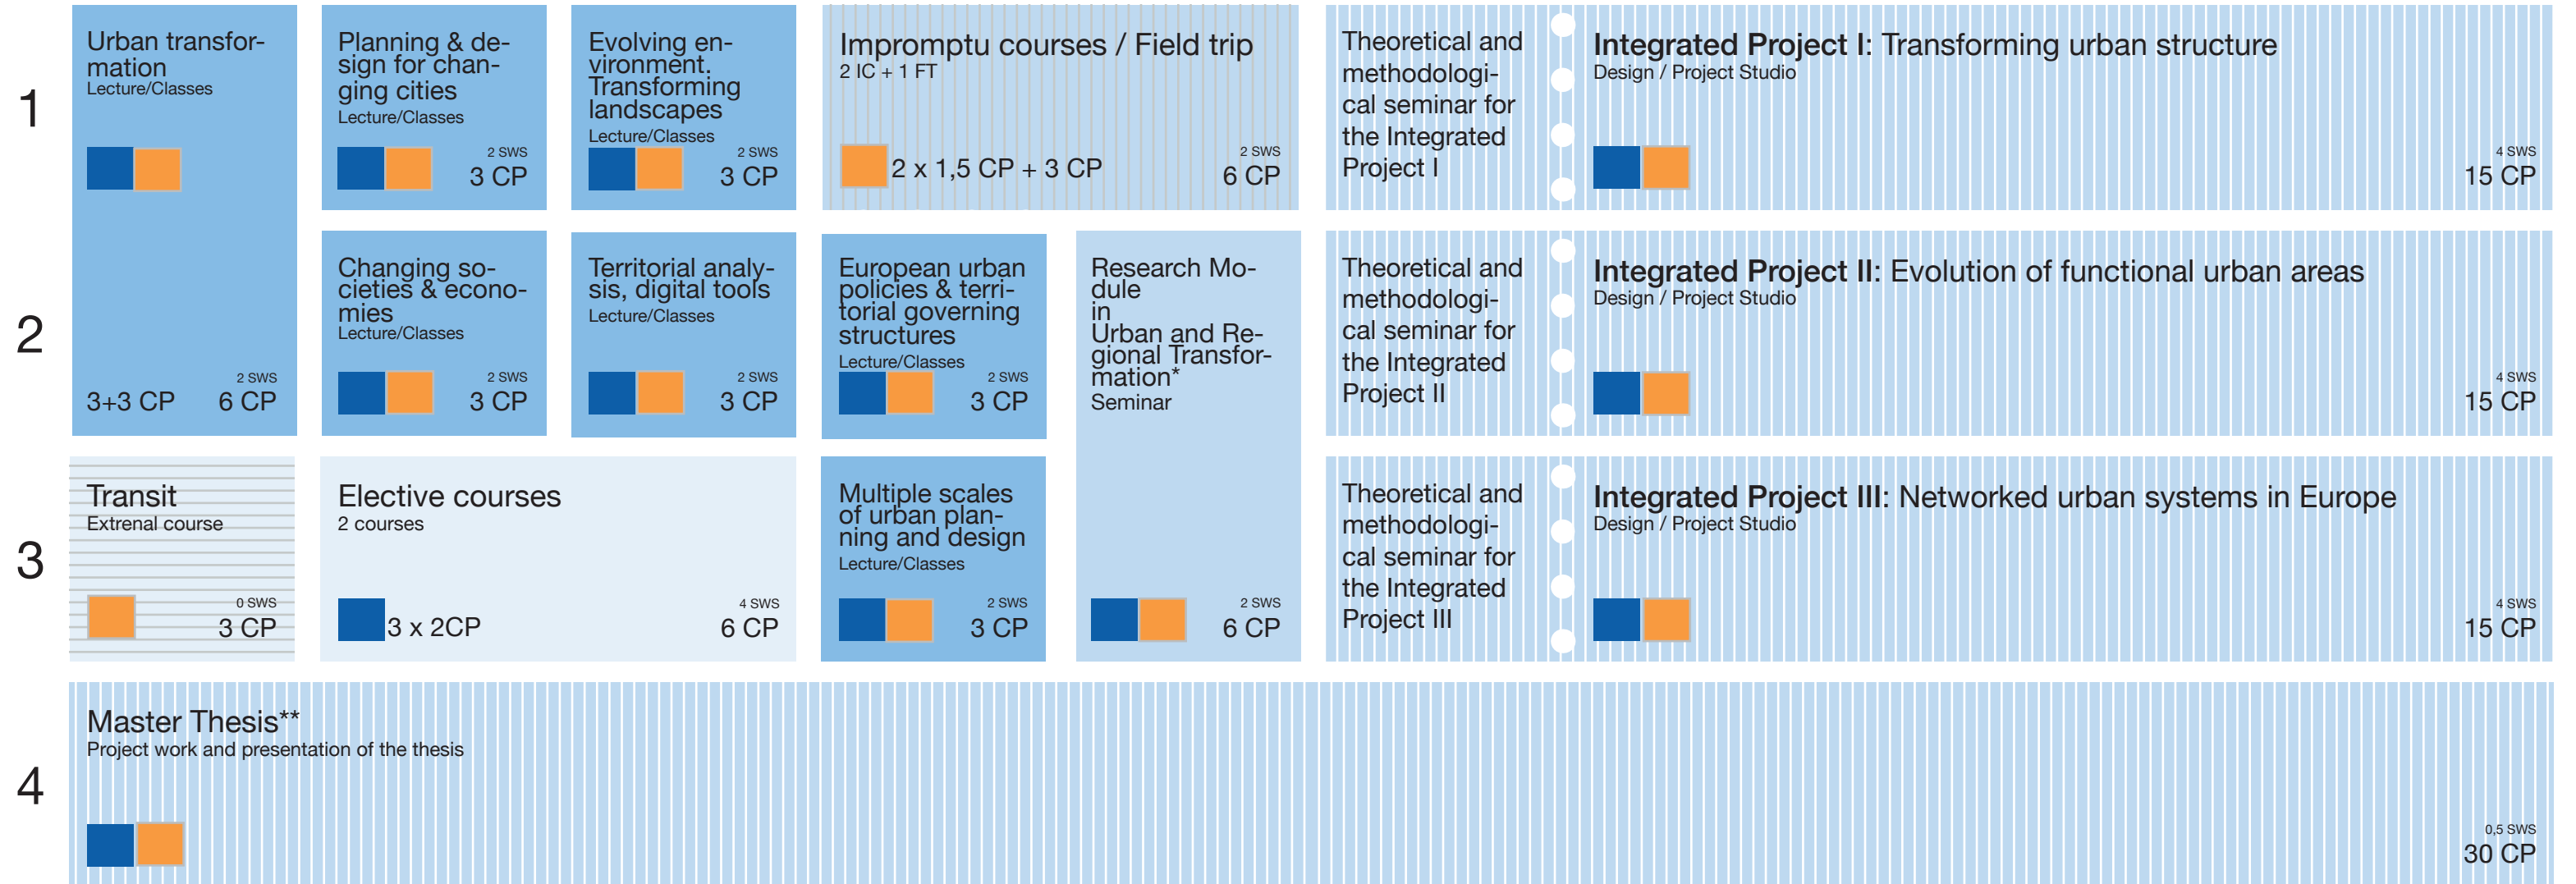 1
Urban transfor-
mation
Lecture/Classes
3+3 CP
2 SWS
6 CP
Planning & de-
sign for chan-
ging cities
Lecture/Classes
2 SWS
3 CP
Evolving en-
vironment.
Transforming
landscapes
Lecture/Classes
2 SWS
3 CP
Impromptu courses / Field trip
2 IC + 1 FT
2 x 1,5 CP + 3 CP
2 SWS
6 CP
Theoretical and
methodologi-
cal seminar for
the Integrated
Project I
Integrated Project I: Transforming urban structure
Design / Project Studio
4 SWS
15 CP
2
Changing so-
cieties & econo-
mies
Lecture/Classes
2 SWS
3 CP
Territorial analy-
sis, digital tools
Lecture/Classes
2 SWS
3 CP
European urban
policies & terri-
torial governing
structures
Lecture/Classes
2 SWS
3 CP
Research Mo-
dule
in
Urban and Re-
gional Transfor-
mation*
Seminar
2 SWS
6 CP
Theoretical and
methodologi-
cal seminar for
the Integrated
Project II
Integrated Project II: Evolution of functional urban areas
Design / Project Studio
4 SWS
15 CP
3
Transit
Extrenal course
0 SWS
3 CP
Elective courses
2 courses
3 x 2CP
4 SWS
6 CP
Multiple scales
of urban plan-
ning and design
Lecture/Classes
2 SWS
3 CP
Theoretical and
methodologi-
cal seminar for
the Integrated
Project III
Integrated Project III: Networked urban systems in Europe
Design / Project Studio
4 SWS
15 CP
4
Master Thesis**
Project work and presentation of the thesis
0,5 SWS
30 CP